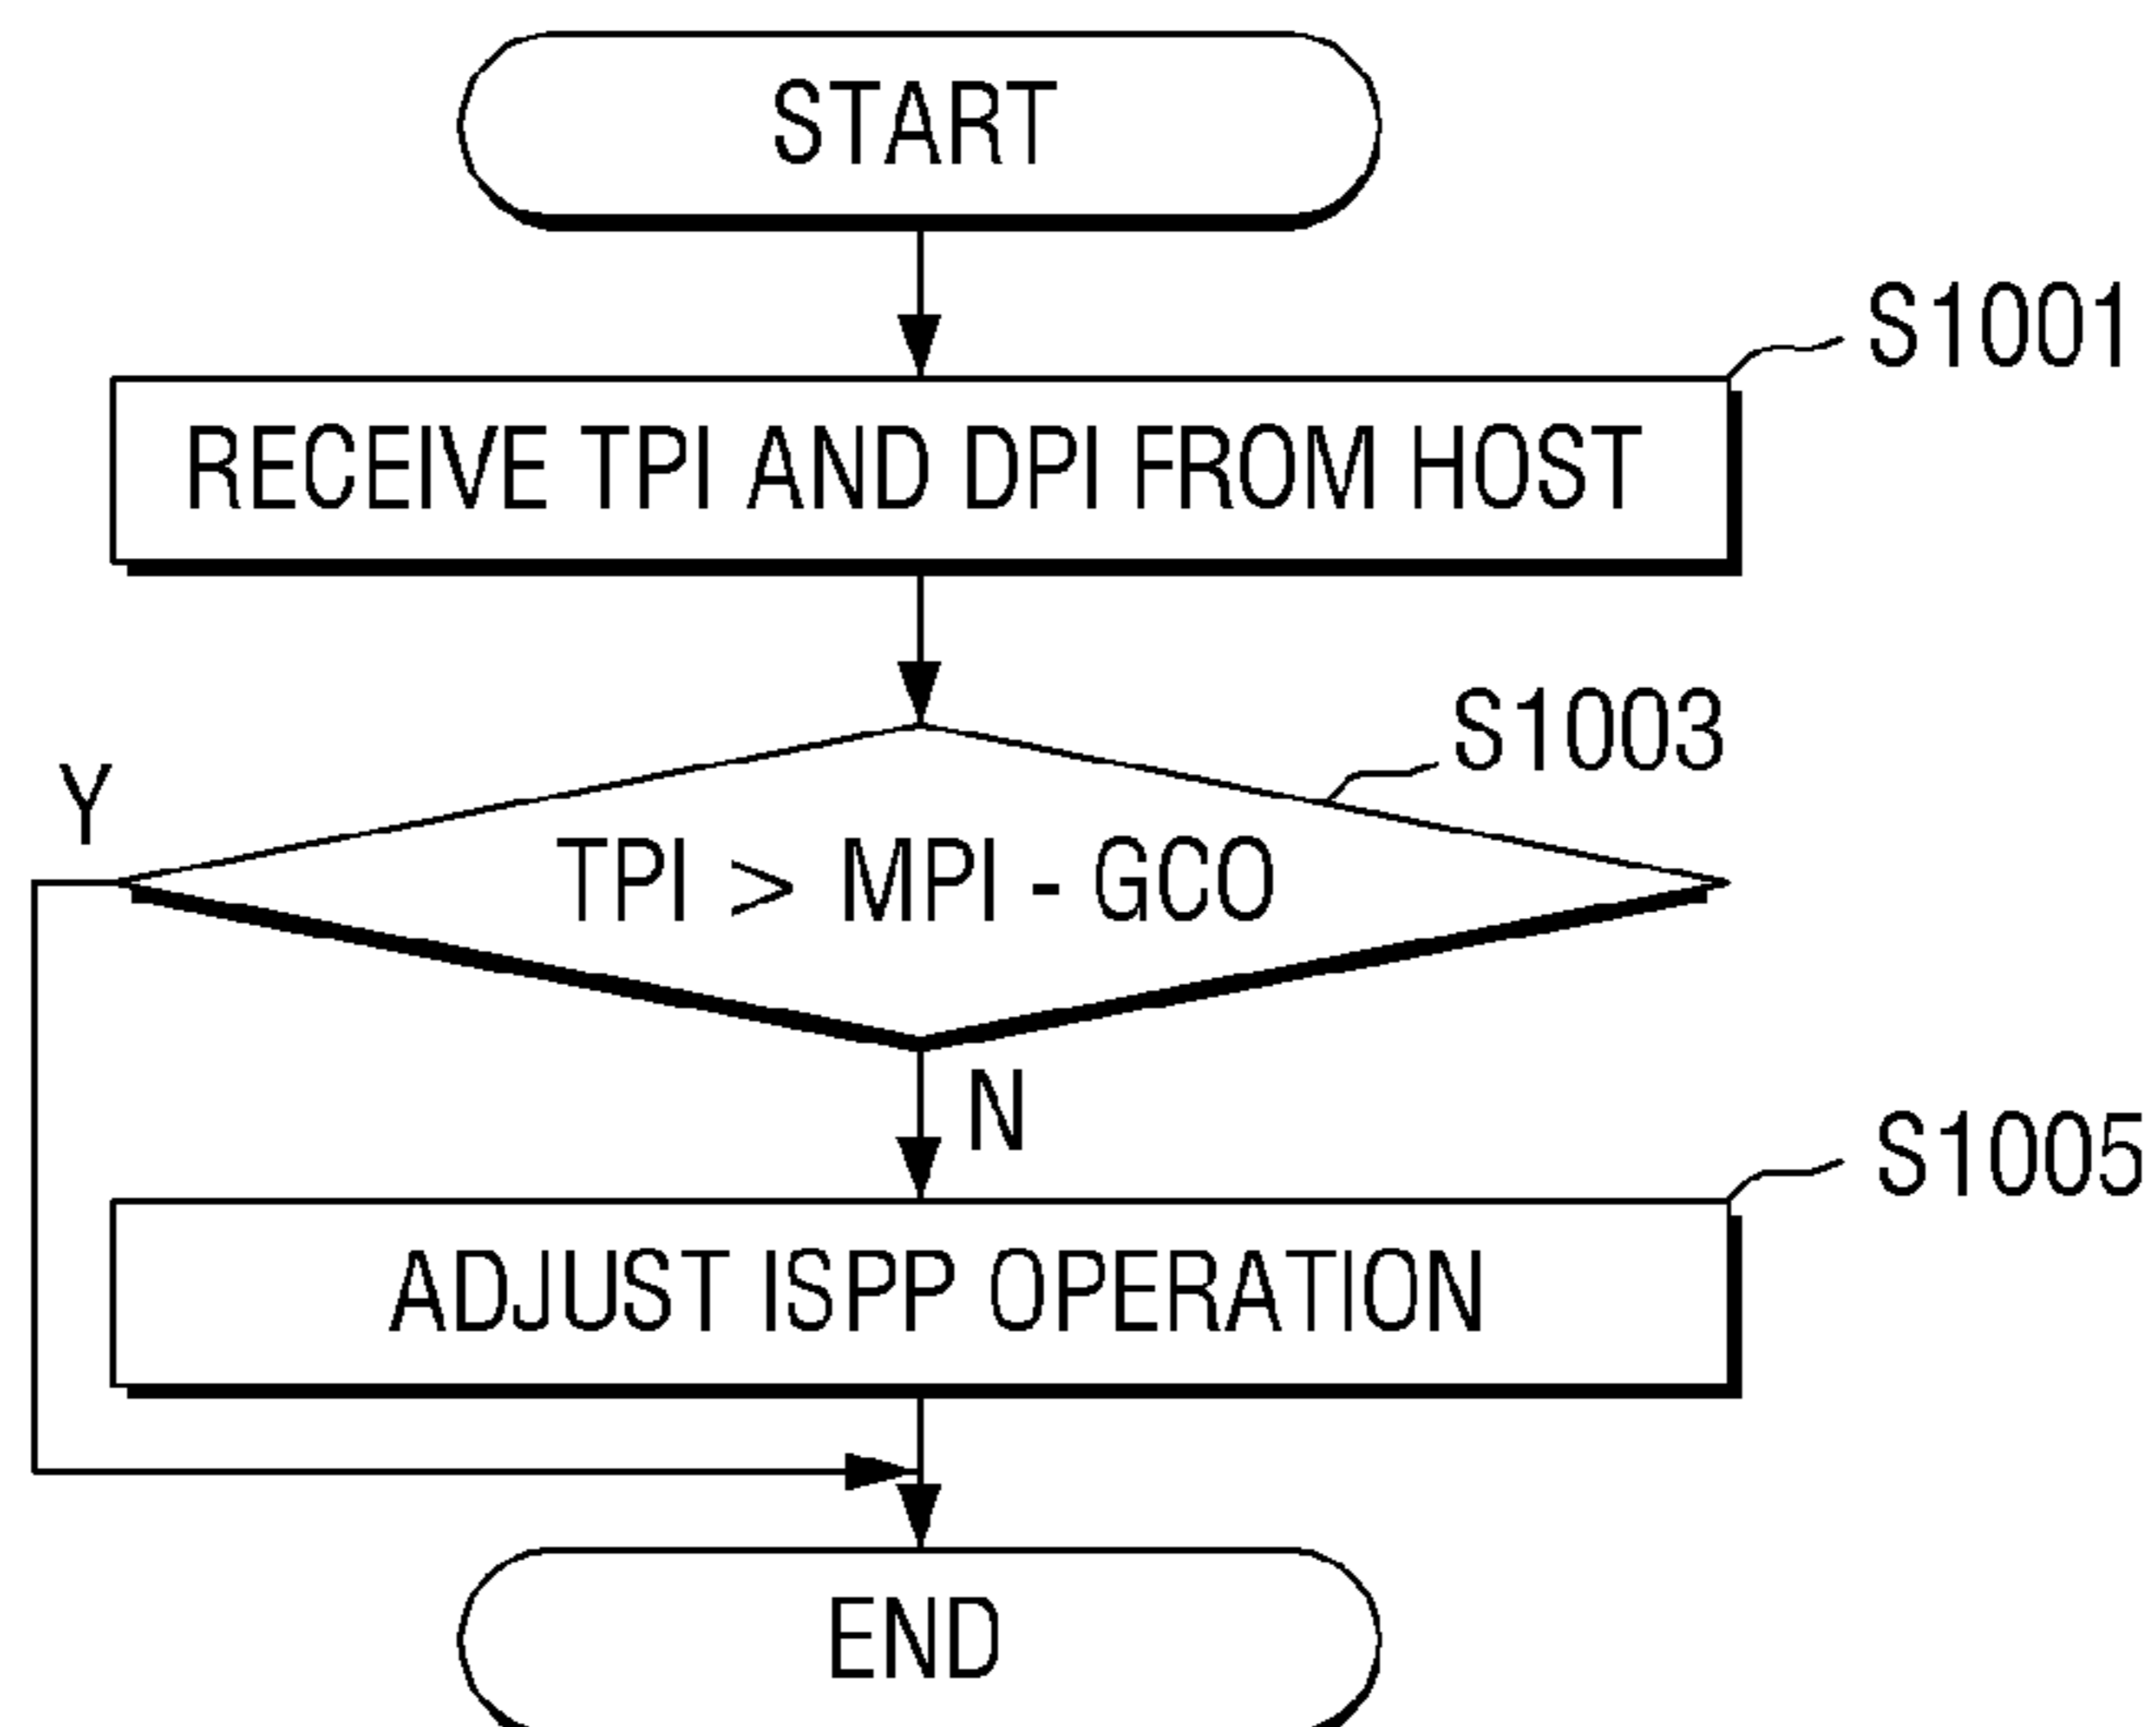 START
S1001
RECEIVE TPI AND DPI FROM HOST
S1003
Y
TPI > MPI - GCO
N
S1005
ADJUST ISPP OPERATION
END